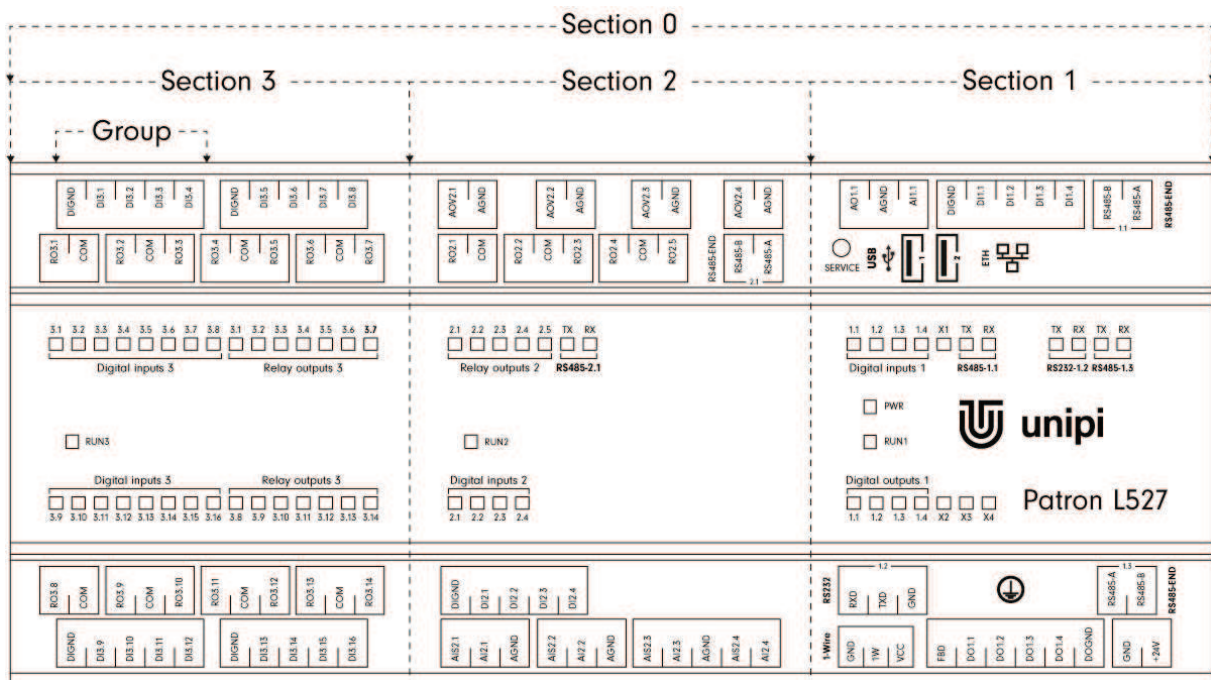 Section 0
Section 3 Section 2 Section 1
Group
DIGND DI3.1 DI3.2 DI3.3 DI3.4 DIGND DI3.5 DI3.6 DI3.7 DI3.8 AOV2.1 AGND AOV2.2 AGND AOV2.3 AGND AOV2.4 AGND AO1.1 AGND AI1.1 DIGND DI1.1 DI1.2 DI1.3 DI1.4 RS485-B RS485-A RS485-END
1.1
RO3.1 COM RO3.2 COM RO3.3 RO3.4 COM RO3.5 RO3.6 COM RO3.7 RO2.1 COM RO2.2 COM RO2.3 RO2.4 COM RO2.5 RS485-END RS485-B RS485-A SERVICE USB 1 2 ETH
2.1
3.1 3.2 3.3 3.4 3.5 3.6 3.7 3.8 3.1 3.2 3.3 3.4 3.5 3.6 3.7 2.1 2.2 2.3 2.4 2.5 TX RX 1.1 1.2 1.3 1.4 X1 TX RX TX RX TX RX
Digital inputs 3 Relay outputs 3 Relay outputs 2 RS485-2.1 Digital inputs 1 RS485-1.1 RS232-1.2 RS485-1.3
PWR
RUN3 RUN2 RUN1 unipi
Digital inputs 3 Relay outputs 3 Digital inputs 2 Digital outputs 1
Patron L527
3.9 3.10 3.11 3.12 3.13 3.14 3.15 3.16 3.8 3.9 3.10 3.11 3.12 3.13 3.14 2.1 2.2 2.3 2.4 1.1 1.2 1.3 1.4 X2 X3 X4
1.2 1.3
RO3.8 COM RO3.9 COM RO3.10 RO3.11 COM RO3.12 RO3.13 COM RO3.14 DIGND DI2.1 DI2.2 DI2.3 DI2.4 RS232 RXD TXD GND RS485-A RS485-B RS485-END
DIGND DI3.9 DI3.10 DI3.11 DI3.12 DIGND DI3.13 DI3.14 DI3.15 DI3.16 AIS2.1 AI2.1 AGND AIS2.2 AI2.2 AGND AIS2.3 AI2.3 AGND AIS2.4 AI2.4 1-Wire GND 1W VCC FBD DO1.1 DO1.2 DO1.3 DO1.4 DOGND GND +24V